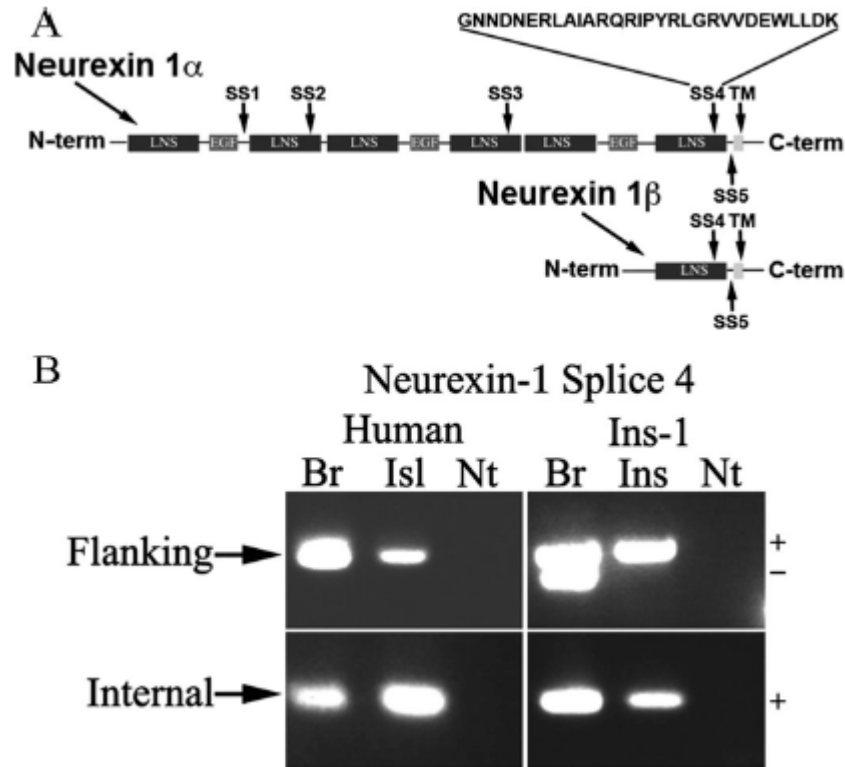 A
GNNDNERLAIARQRIPYRLGRVVDEWLLDK
Neurexin 1α
SS1 SS2 SS3 SS4 TM
N-term LNS EGF LNS LNS EGF LNS LNS EGF LNS C-term
SS5
Neurexin 1β
SS4 TM
N-term LNS C-term
SS5
B
Neurexin-1 Splice 4
Human Ins-1
Br Isl Nt Br Ins Nt
Flanking + −
Internal +